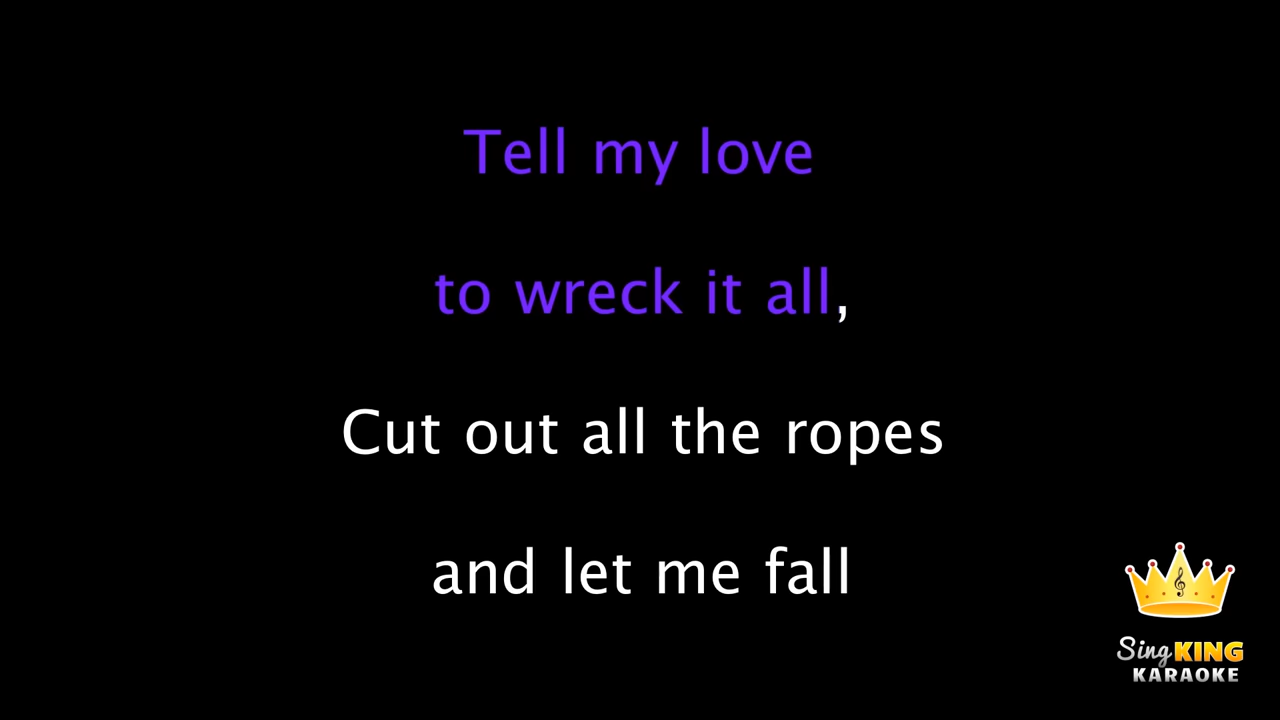 Tell my love
to wreck it all,
Cut out all the ropes
and let me fall
Sing KING
KARAOKE